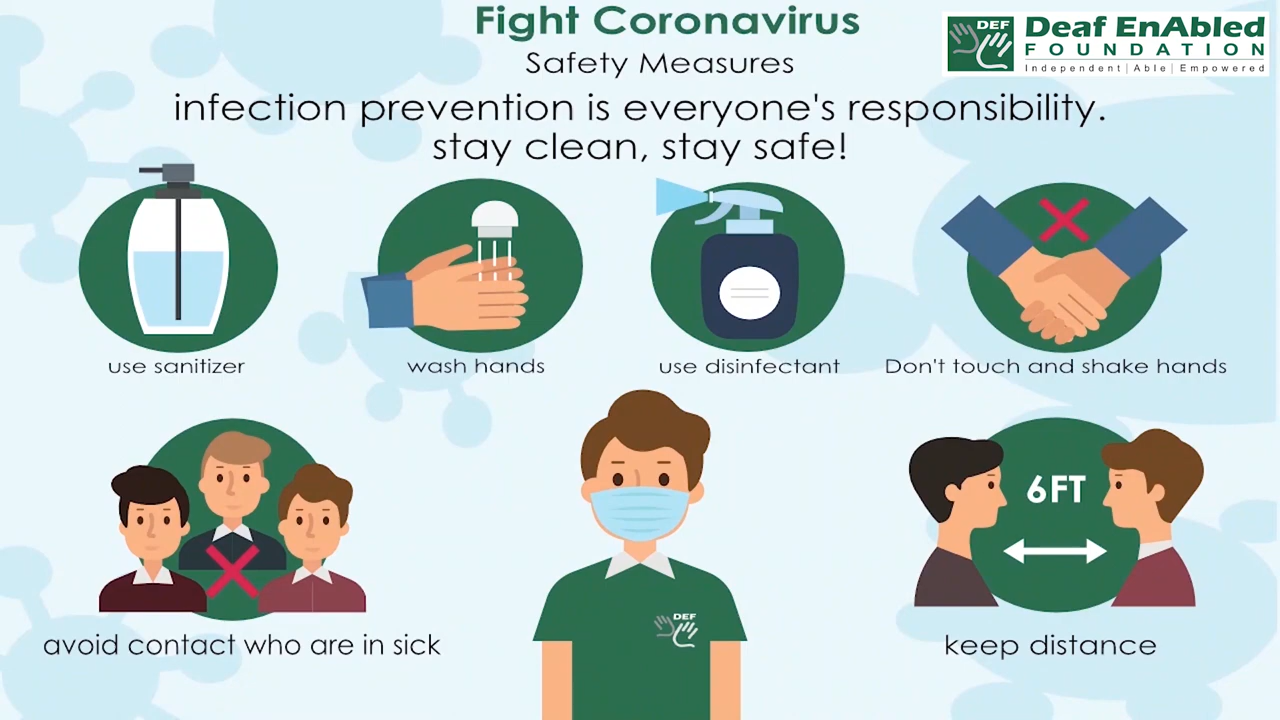 Fight Coronavirus
Safety Measures
DEF
Deaf EnAbled
FOUNDATION
Independent | Able | Empowered
infection prevention is everyone's responsibility.
stay clean, stay safe!
use sanitizer
wash hands
use disinfectant
Don't touch and shake hands
6FT
DEF
avoid contact who are in sick
keep distance